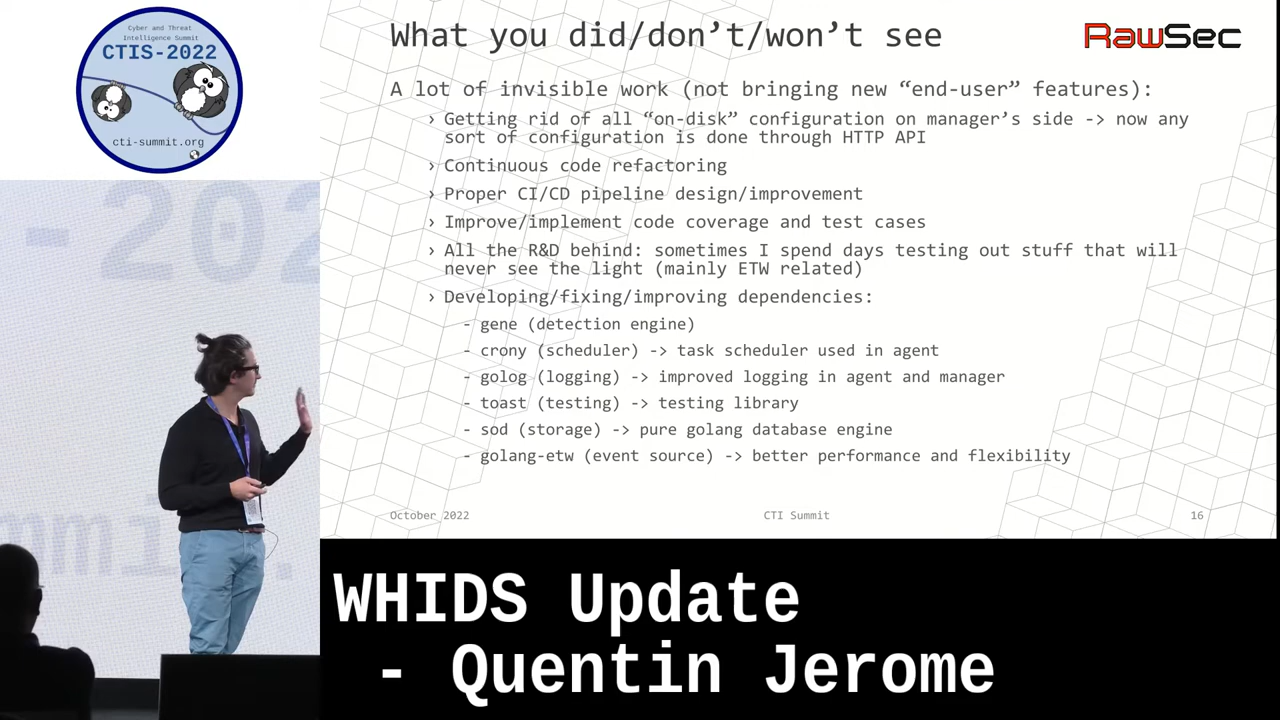 Cyber and Threat
Intelligence Summit
CTIS-2022
cti-summit.org
What you did/don’t/won’t see
RawSec
A lot of invisible work (not bringing new “end-user” features):
› Getting rid of all “on-disk” configuration on manager’s side -> now any
sort of configuration is done through HTTP API
› Continuous code refactoring
› Proper CI/CD pipeline design/improvement
› Improve/implement code coverage and test cases
› All the R&D behind: sometimes I spend days testing out stuff that will
never see the light (mainly ETW related)
› Developing/fixing/improving dependencies:
- gene (detection engine)
- crony (scheduler) -> task scheduler used in agent
- golog (logging) -> improved logging in agent and manager
- toast (testing) -> testing library
- sod (storage) -> pure golang database engine
- golang-etw (event source) -> better performance and flexibility
October 2022
CTI Summit
16
-202
mmi
WHIDS Update
- Quentin Jerome